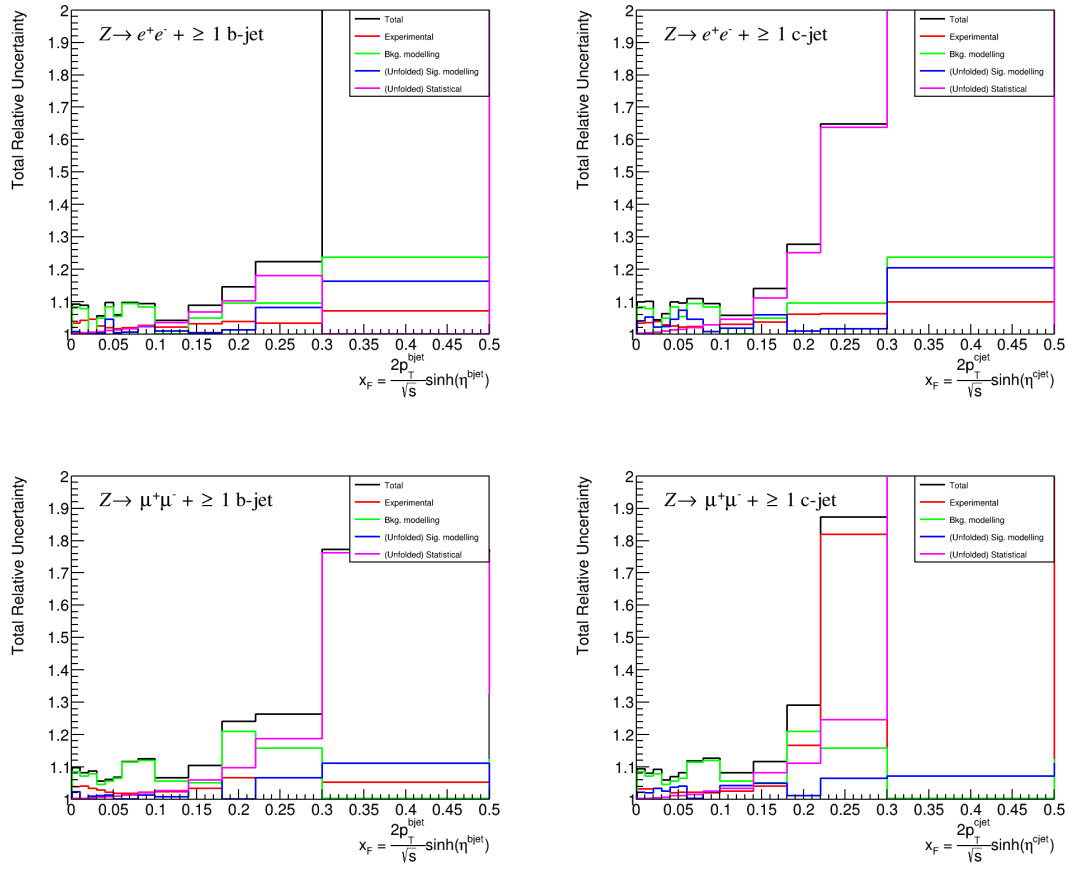 Total Relative Uncertainty
Z→ e⁺e⁻ + ≥ 1 b-jet
Total
Experimental
Bkg. modelling
(Unfolded) Sig. modelling
(Unfolded) Statistical
2
1.9
1.8
1.7
1.6
1.5
1.4
1.3
1.2
1.1
1
0 0.05 0.1 0.15 0.2 0.25 0.3 0.35 0.4 0.45 0.5
x_F = 2p_T^bjet/√s sinh(η^bjet)
Total Relative Uncertainty
Z→ e⁺e⁻ + ≥ 1 c-jet
Total
Experimental
Bkg. modelling
(Unfolded) Sig. modelling
(Unfolded) Statistical
2
1.9
1.8
1.7
1.6
1.5
1.4
1.3
1.2
1.1
1
0 0.05 0.1 0.15 0.2 0.25 0.3 0.35 0.4 0.45 0.5
x_F = 2p_T^cjet/√s sinh(η^cjet)
Total Relative Uncertainty
Z→ μ⁺μ⁻ + ≥ 1 b-jet
Total
Experimental
Bkg. modelling
(Unfolded) Sig. modelling
(Unfolded) Statistical
2
1.9
1.8
1.7
1.6
1.5
1.4
1.3
1.2
1.1
1
0 0.05 0.1 0.15 0.2 0.25 0.3 0.35 0.4 0.45 0.5
x_F = 2p_T^bjet/√s sinh(η^bjet)
Total Relative Uncertainty
Z→ μ⁺μ⁻ + ≥ 1 c-jet
Total
Experimental
Bkg. modelling
(Unfolded) Sig. modelling
(Unfolded) Statistical
2
1.9
1.8
1.7
1.6
1.5
1.4
1.3
1.2
1.1
1
0 0.05 0.1 0.15 0.2 0.25 0.3 0.35 0.4 0.45 0.5
x_F = 2p_T^cjet/√s sinh(η^cjet)